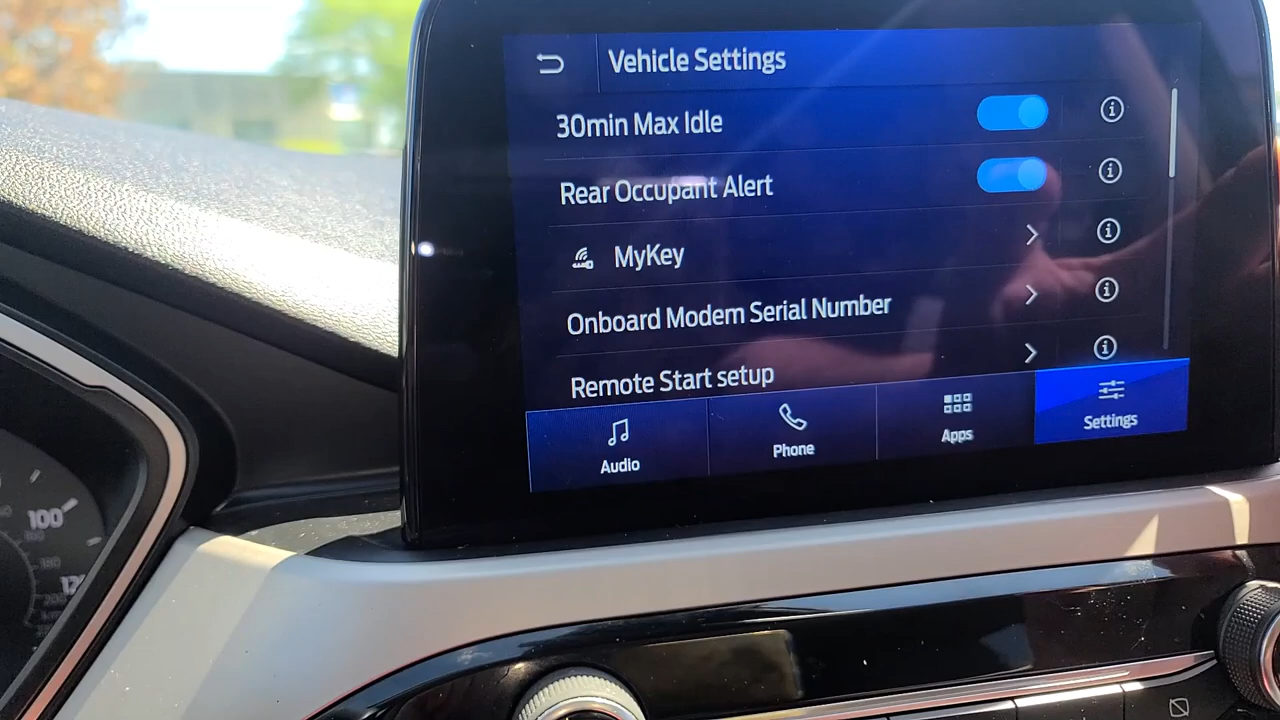 Vehicle Settings
30min Max Idle
Rear Occupant Alert
MyKey
Onboard Modem Serial Number
Remote Start setup
Audio
Phone
Apps
Settings
100